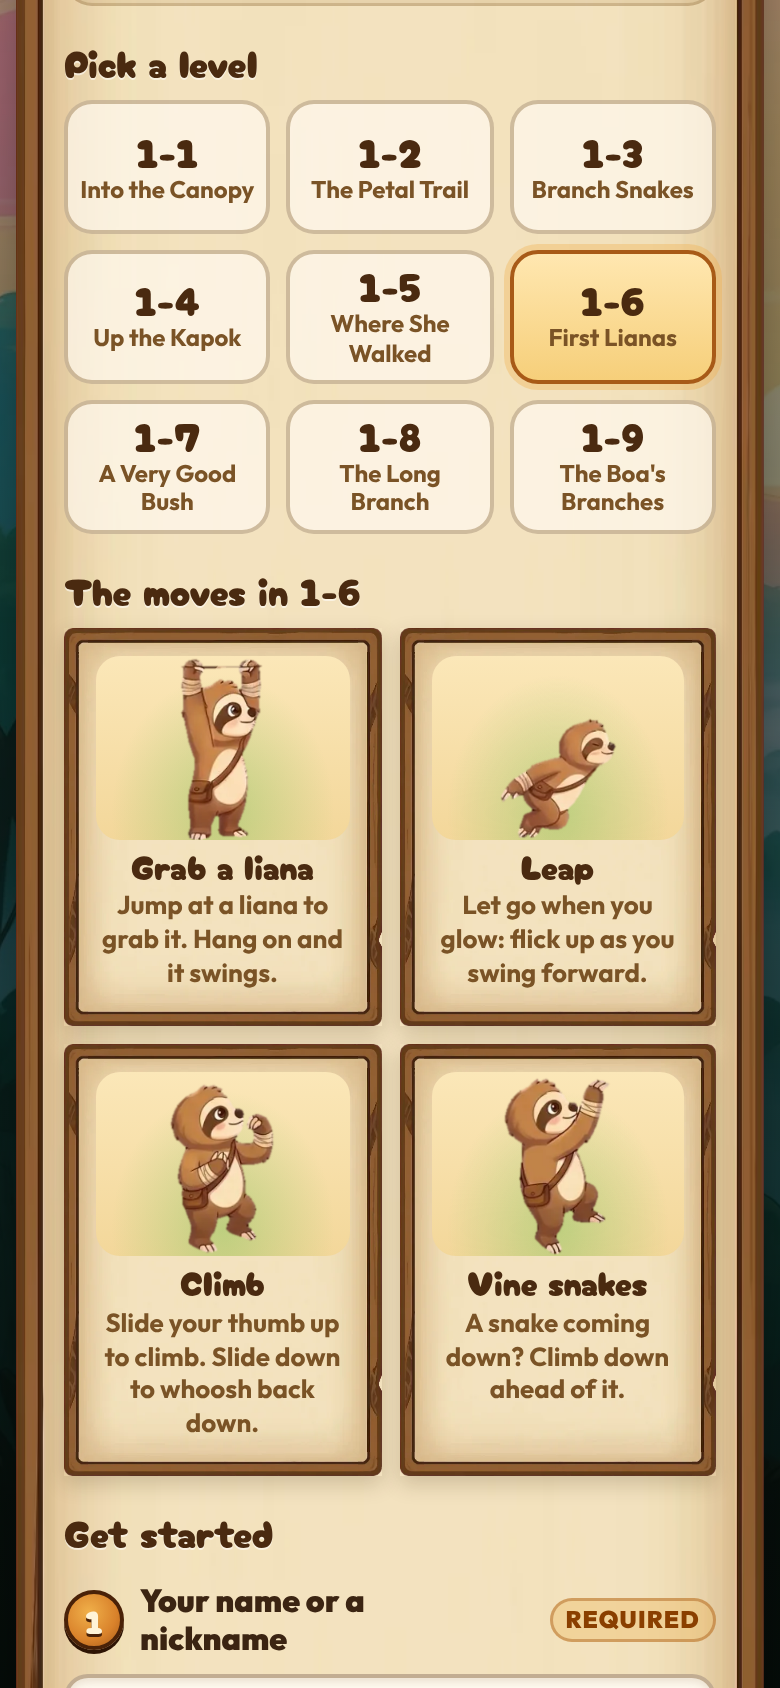 Pick a level
1-1
Into the Canopy
1-2
The Petal Trail
1-3
Branch Snakes
1-4
Up the Kapok
1-5
Where She
Walked
1-6
First Lianas
1-7
A Very Good
Bush
1-8
The Long
Branch
1-9
The Boa's
Branches
The moves in 1-6
Grab a liana
Jump at a liana to
grab it. Hang on and
it swings.
Leap
Let go when you
glow: flick up as you
swing forward.
Climb
Slide your thumb up
to climb. Slide down
to whoosh back
down.
Vine snakes
A snake coming
down? Climb down
ahead of it.
Get started
1
Your name or a
nickname
REQUIRED